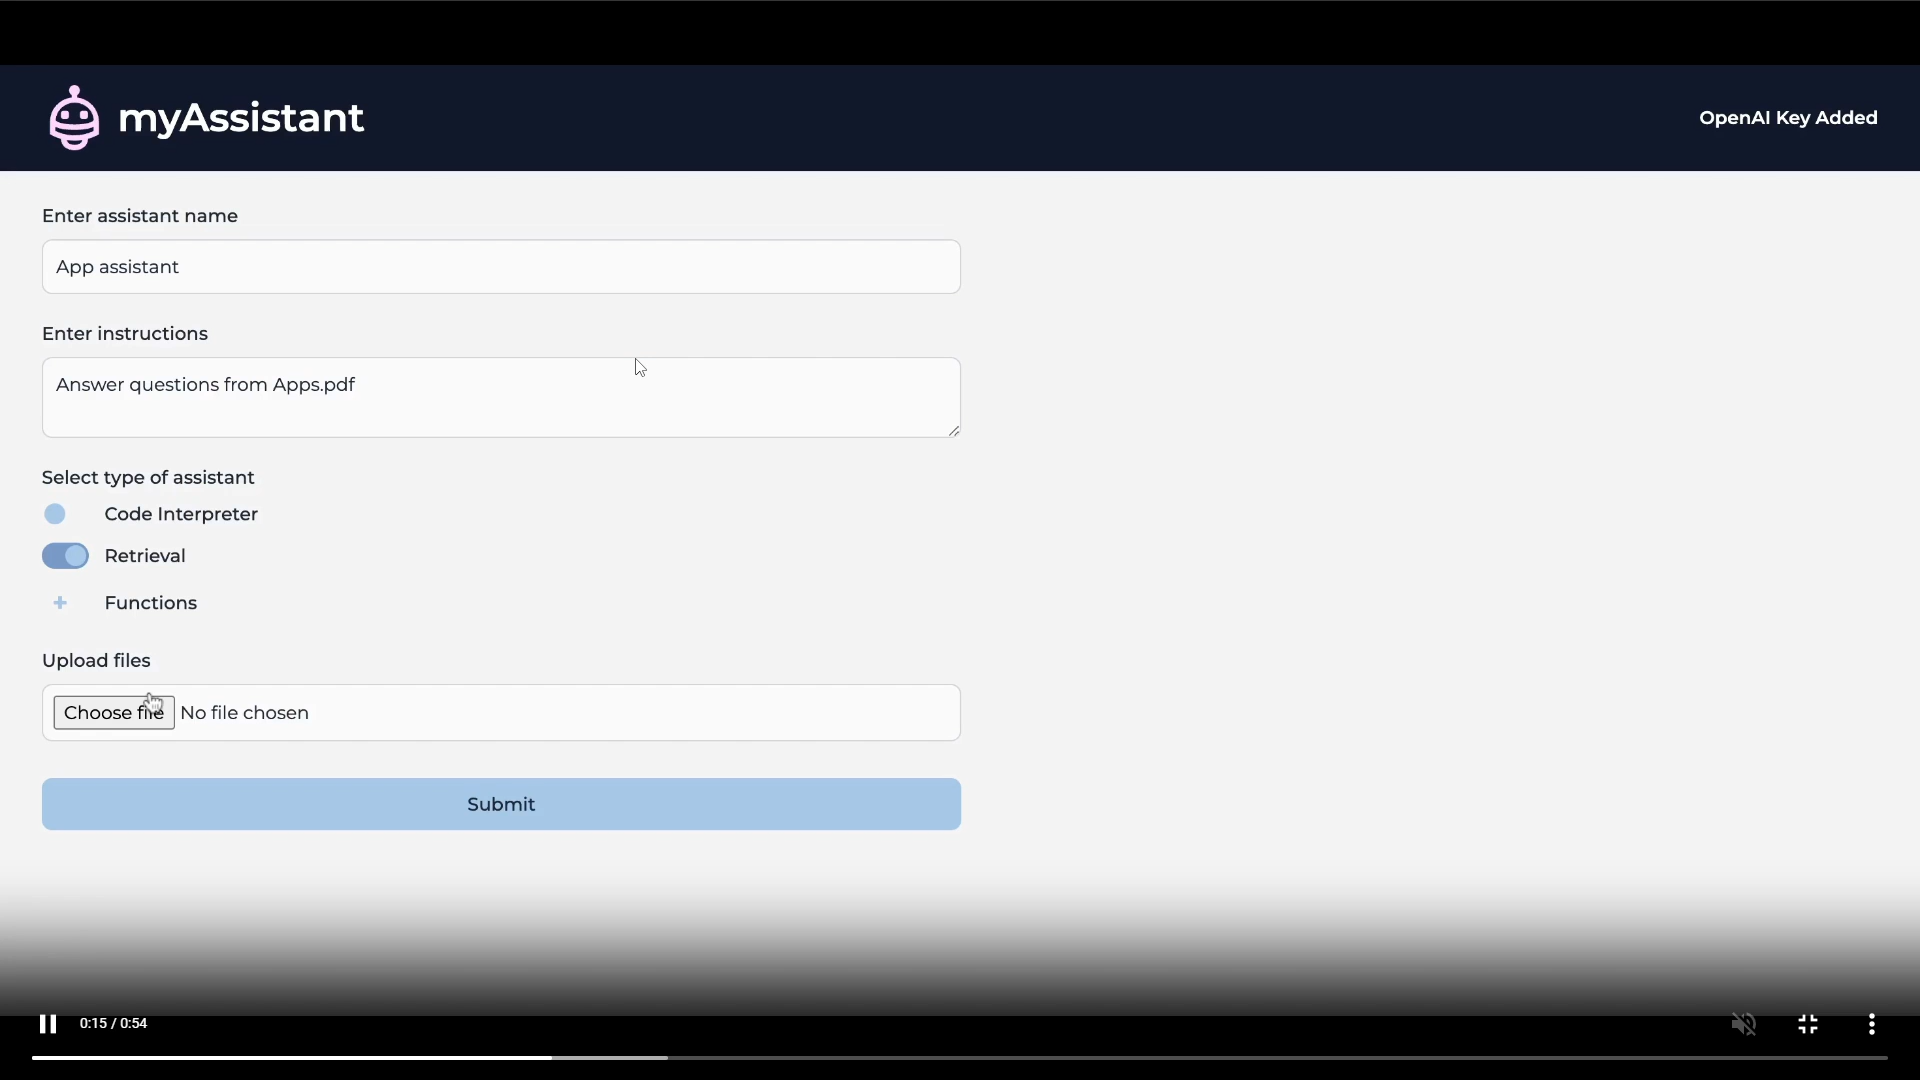 myAssistant
OpenAI Key Added
Enter assistant name
App assistant
Enter instructions
Answer questions from Apps.pdf
Select type of assistant
Code Interpreter
Retrieval
+ Functions
Upload files
Choose file No file chosen
Submit
0:15 / 0:54